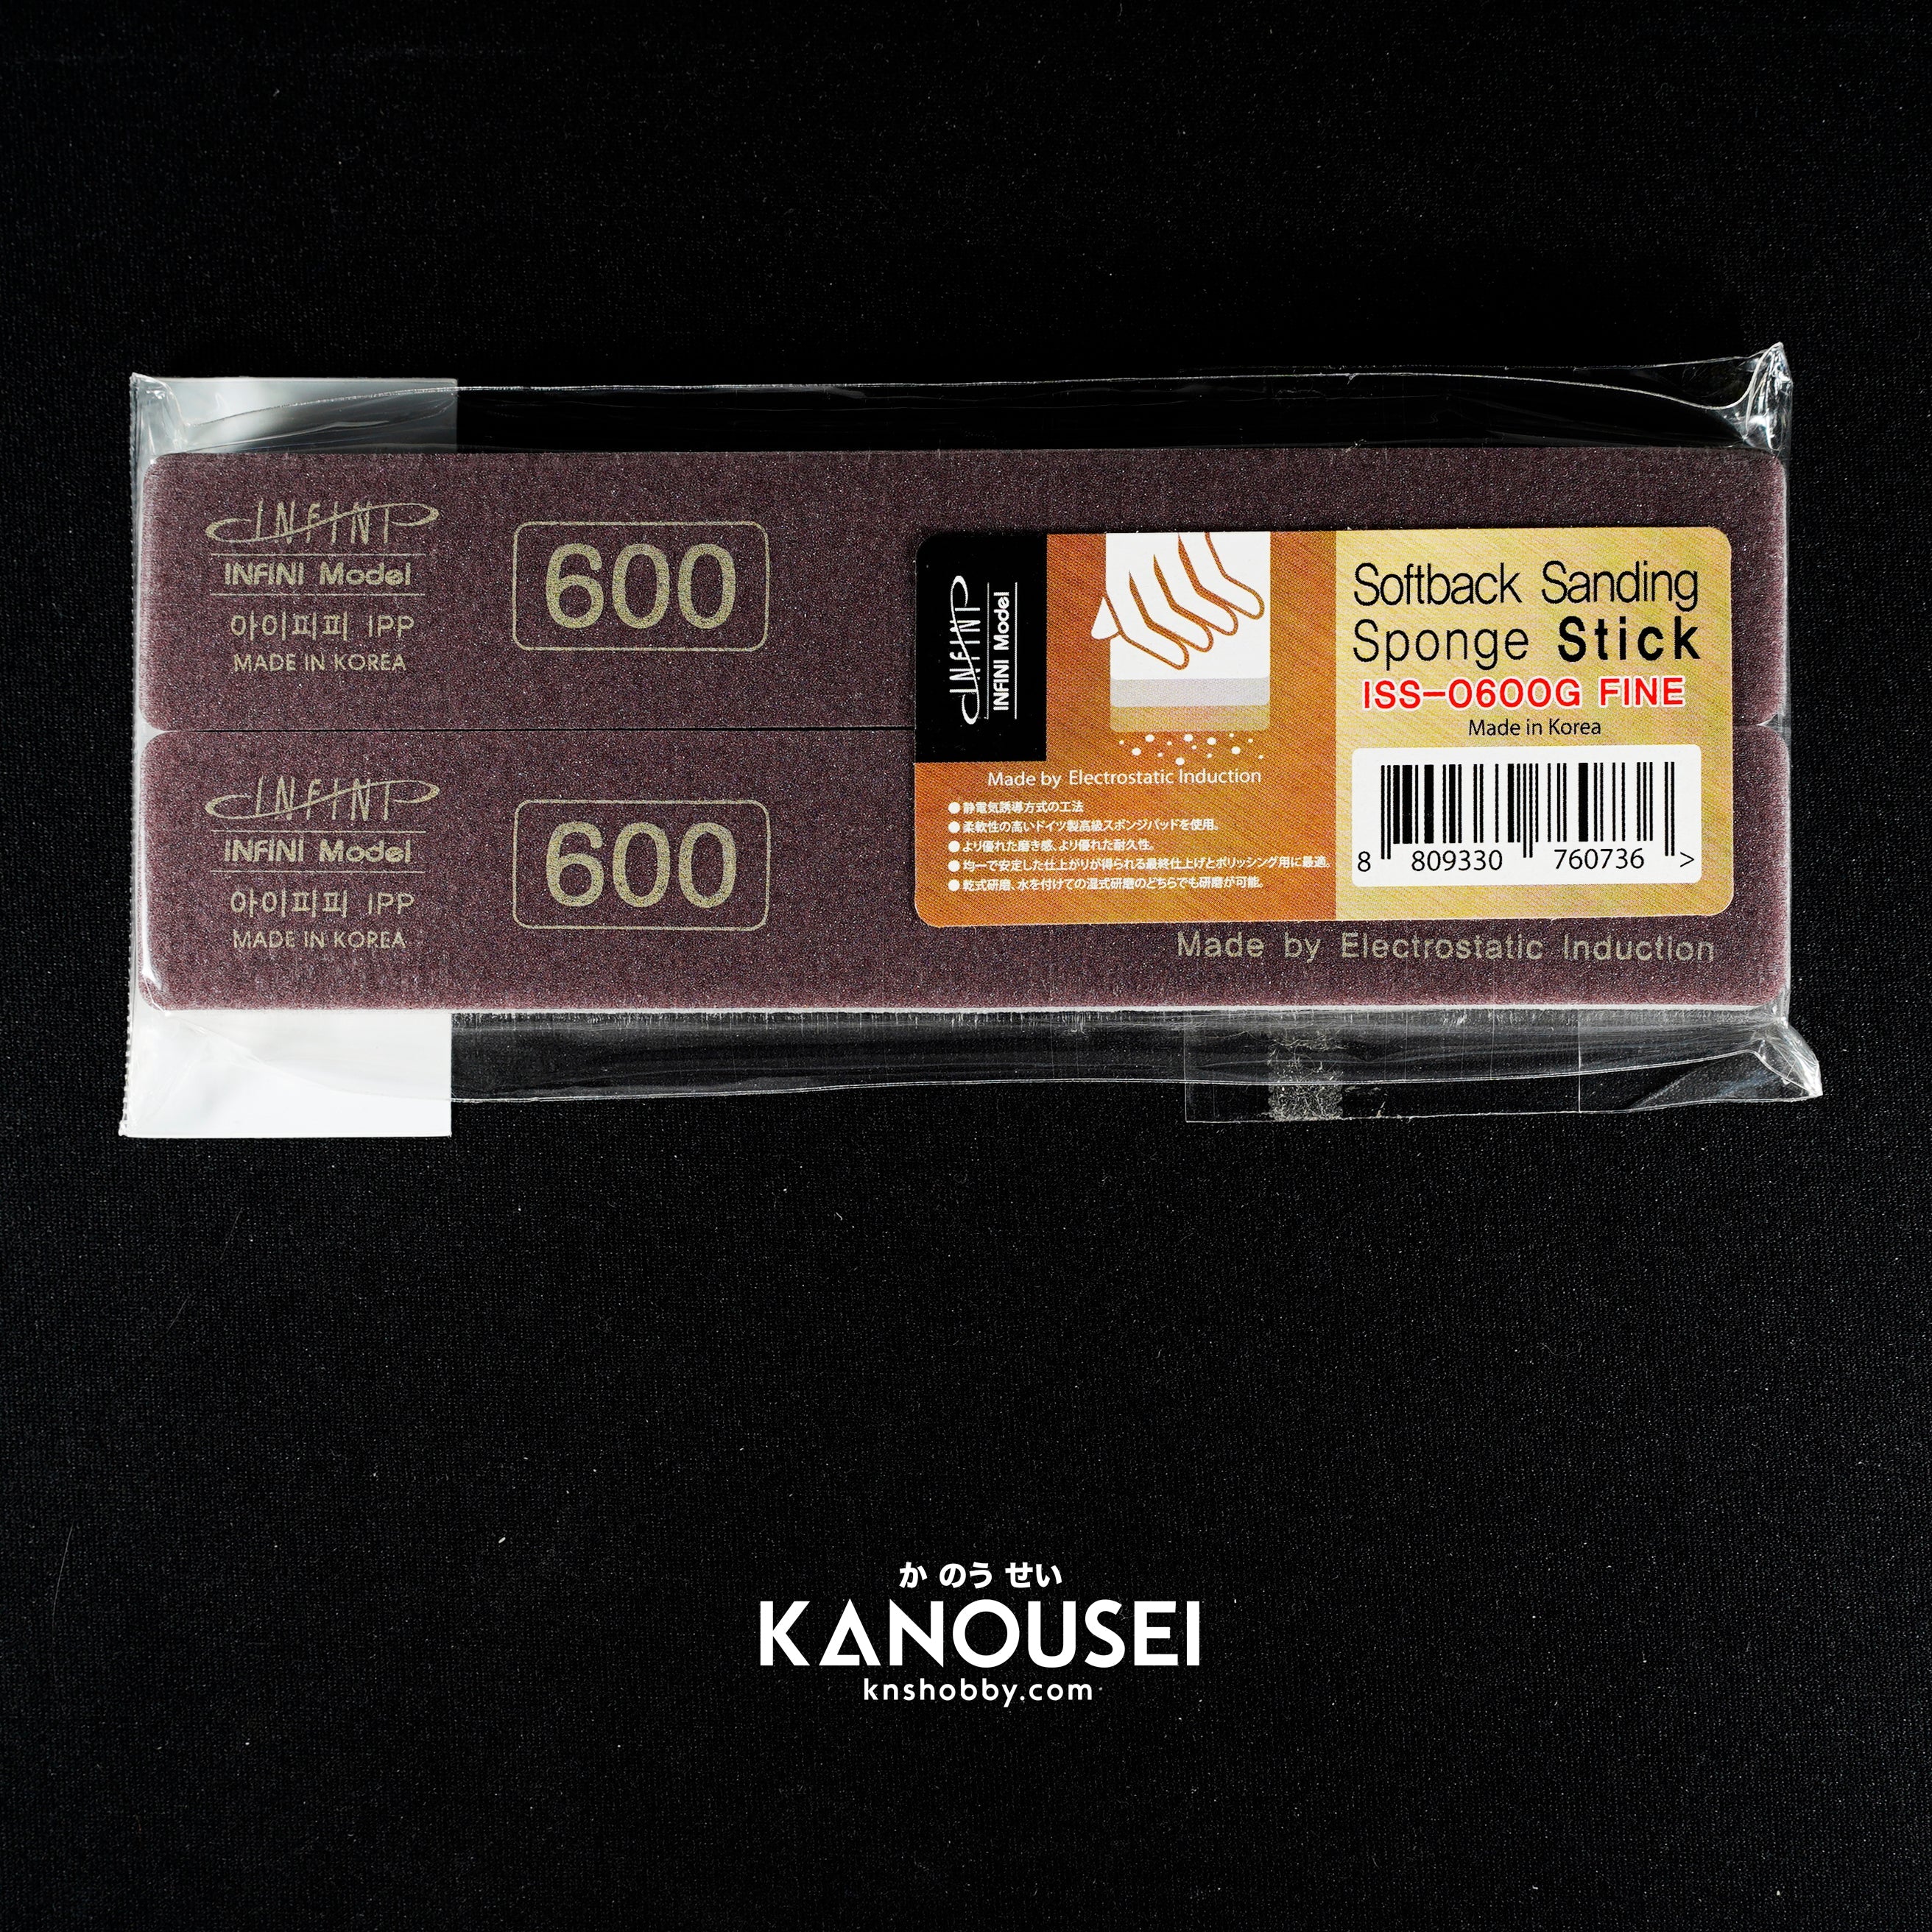 INFINI
INFINI Model
아이피피 IPP
MADE IN KOREA
600
INFINI
INFINI Model
아이피피 IPP
MADE IN KOREA
600
INFINI
INFINI Model
Made by Electrostatic Induction
●静電気誘導方式の工法
●柔軟性の高いドイツ製高級スポンジパッドを使用。
●より優れた磨き感、より優れた耐久性。
●均一で安定した仕上がりが得られる最終仕上げとポリッシング用に最適。
●乾式研磨、水を付けての湿式研磨のどちらでも研磨が可能。
Softback Sanding
Sponge Stick
ISS-0600G FINE
Made in Korea
8 809330 760736 >
Made by Electrostatic Induction
か のう せい
KANOUSEI
knshobby.com